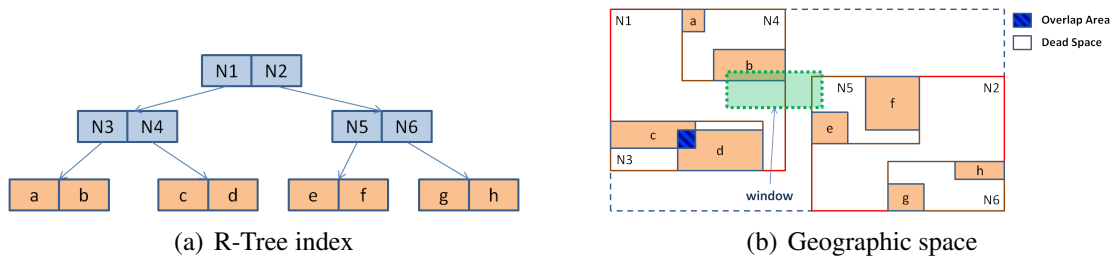 N1 N2
N3 N4
N5 N6
a b
c d
e f
g h
(a) R-Tree index
N1
a
N4
b
c
d
N3
window
N5
f
N2
e
h
g
N6
Overlap Area
Dead Space
(b) Geographic space